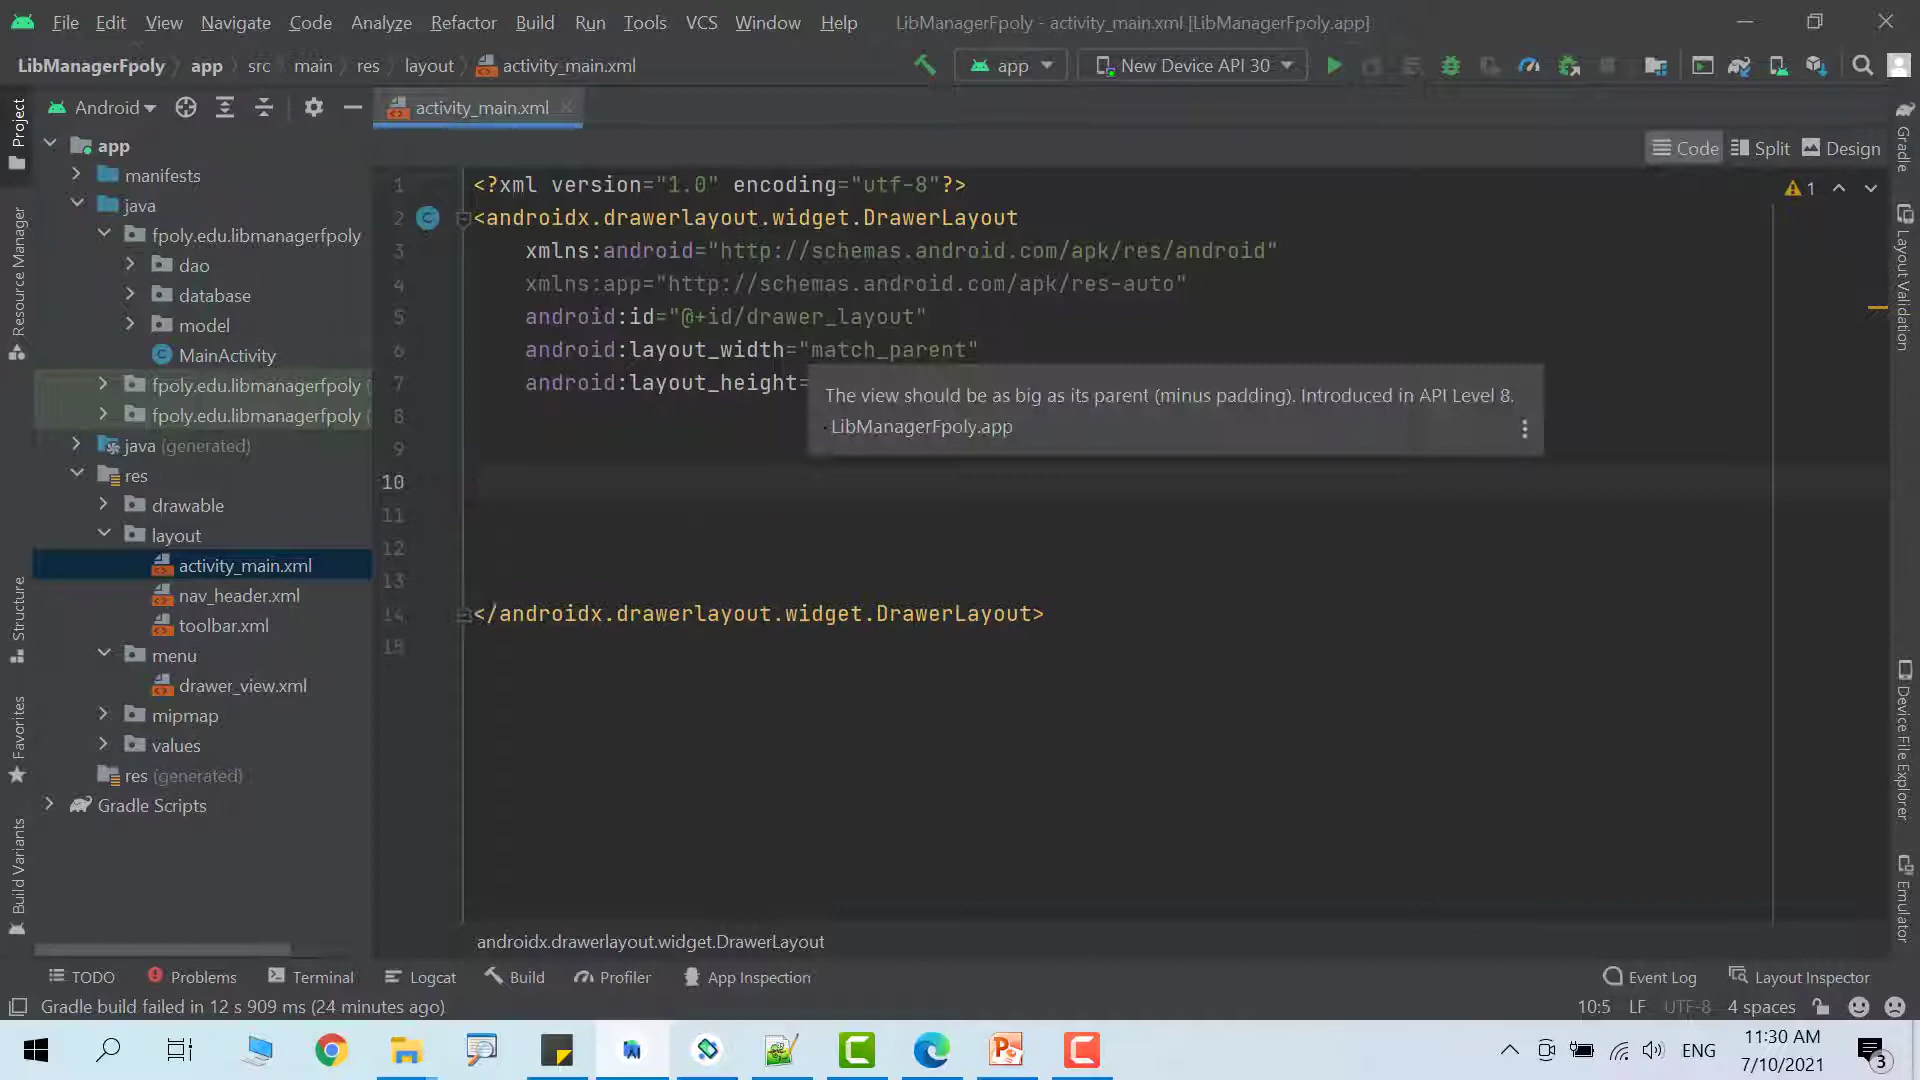 File Edit View Navigate Code Analyze Refactor Build Run Tools VCS Window Help LibManagerFpoly - activity_main.xml [LibManagerFpoly.app]
LibManagerFpoly app src main res layout activity_main.xml app New Device API 30
Project
Android
activity_main.xml
Code Split Design
app
manifests
java
fpoly.edu.libmanagerfpoly
dao
database
model
MainActivity
fpoly.edu.libmanagerfpoly (
fpoly.edu.libmanagerfpoly (
java (generated)
res
drawable
layout
activity_main.xml
nav_header.xml
toolbar.xml
menu
drawer_view.xml
mipmap
values
res (generated)
Gradle Scripts
Resource Manager
Structure
Favorites
Build Variants
1 <?xml version="1.0" encoding="utf-8"?>
2 <androidx.drawerlayout.widget.DrawerLayout
3 xmlns:android="http://schemas.android.com/apk/res/android"
4 xmlns:app="http://schemas.android.com/apk/res-auto"
5 android:id="@+id/drawer_layout"
6 android:layout_width="match_parent"
7 android:layout_height=
8
9
10
11
12
13
14 </androidx.drawerlayout.widget.DrawerLayout>
15
1
The view should be as big as its parent (minus padding). Introduced in API Level 8.
LibManagerFpoly.app
Gradle
Layout Validation
Device File Explorer
Emulator
androidx.drawerlayout.widget.DrawerLayout
TODO Problems Terminal Logcat Build Profiler App Inspection Event Log Layout Inspector
Gradle build failed in 12 s 909 ms (24 minutes ago) 10:5 LF UTF-8 4 spaces
ENG
11:30 AM
7/10/2021
3